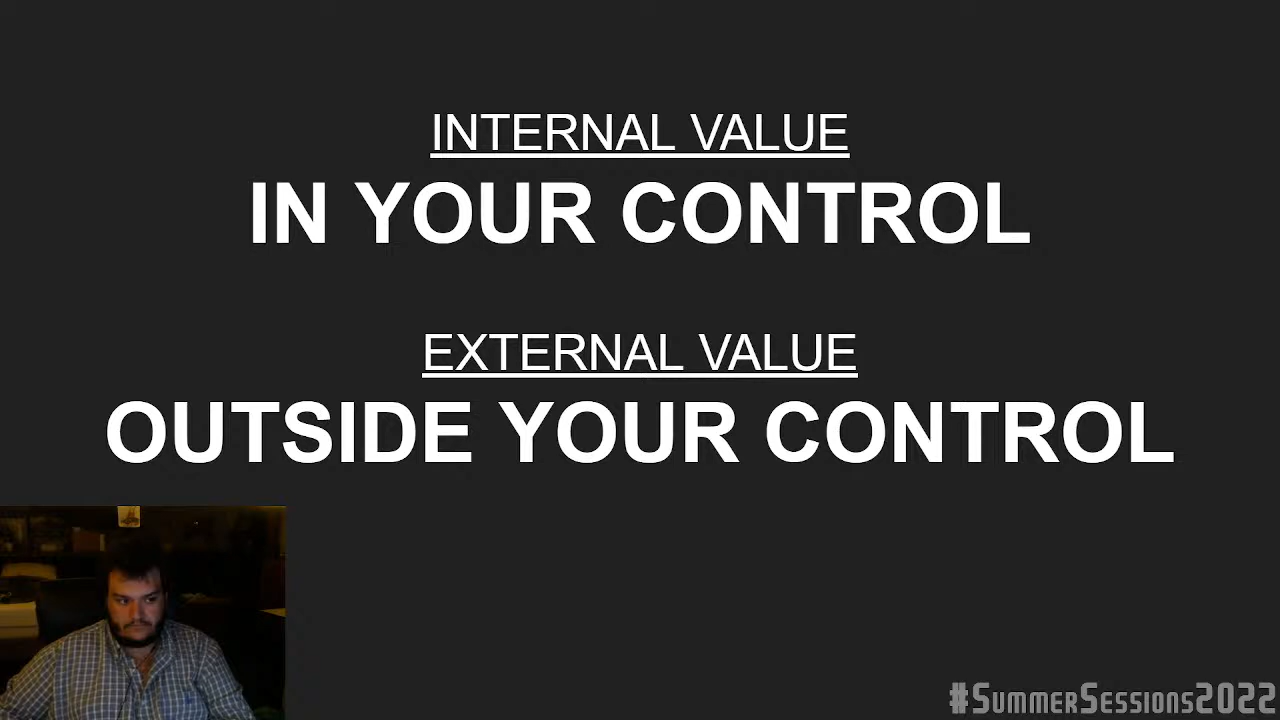 INTERNAL VALUE
IN YOUR CONTROL
EXTERNAL VALUE
OUTSIDE YOUR CONTROL
#SummerSessions2022